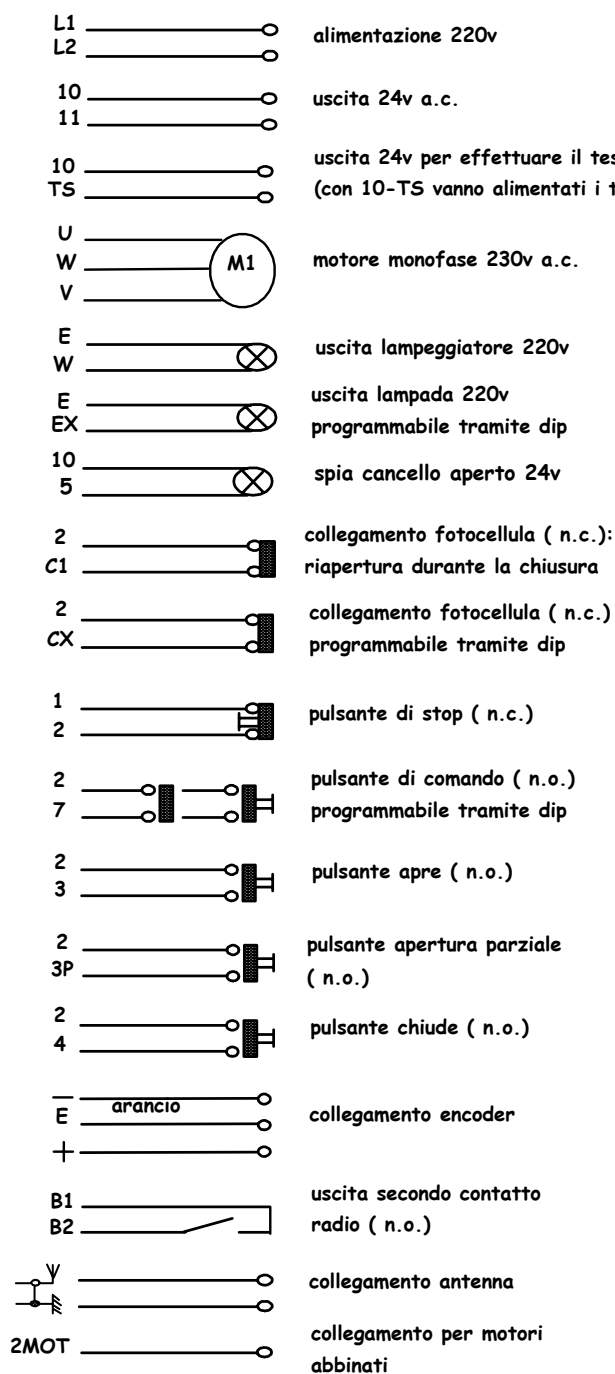 L1
L2
alimentazione 220v
10
11
uscita 24v a.c.
10
TS
uscita 24v per effettuare il
(con 10-TS vanno alimentati i
U
W
V
M1
motore monofase 230v a.c.
E
W
uscita lampeggiatore 220v
E
EX
uscita lampada 220v
programmabile tramite dip
10
5
spia cancello aperto 24v
2
C1
collegamento fotocellula ( n.c.):
riapertura durante la chiusura
2
CX
collegamento fotocellula ( n.c.)
programmabile tramite dip
1
2
pulsante di stop ( n.c.)
2
7
pulsante di comando ( n.o.)
programmabile tramite dip
2
3
pulsante apre ( n.o.)
2
3P
pulsante apertura parziale
( n.o.)
2
4
pulsante chiude ( n.o.)
–
E
+
arancio
collegamento encoder
B1
B2
uscita secondo contatto
radio ( n.o.)
collegamento antenna
2MOT
collegamento per motori
abbinati